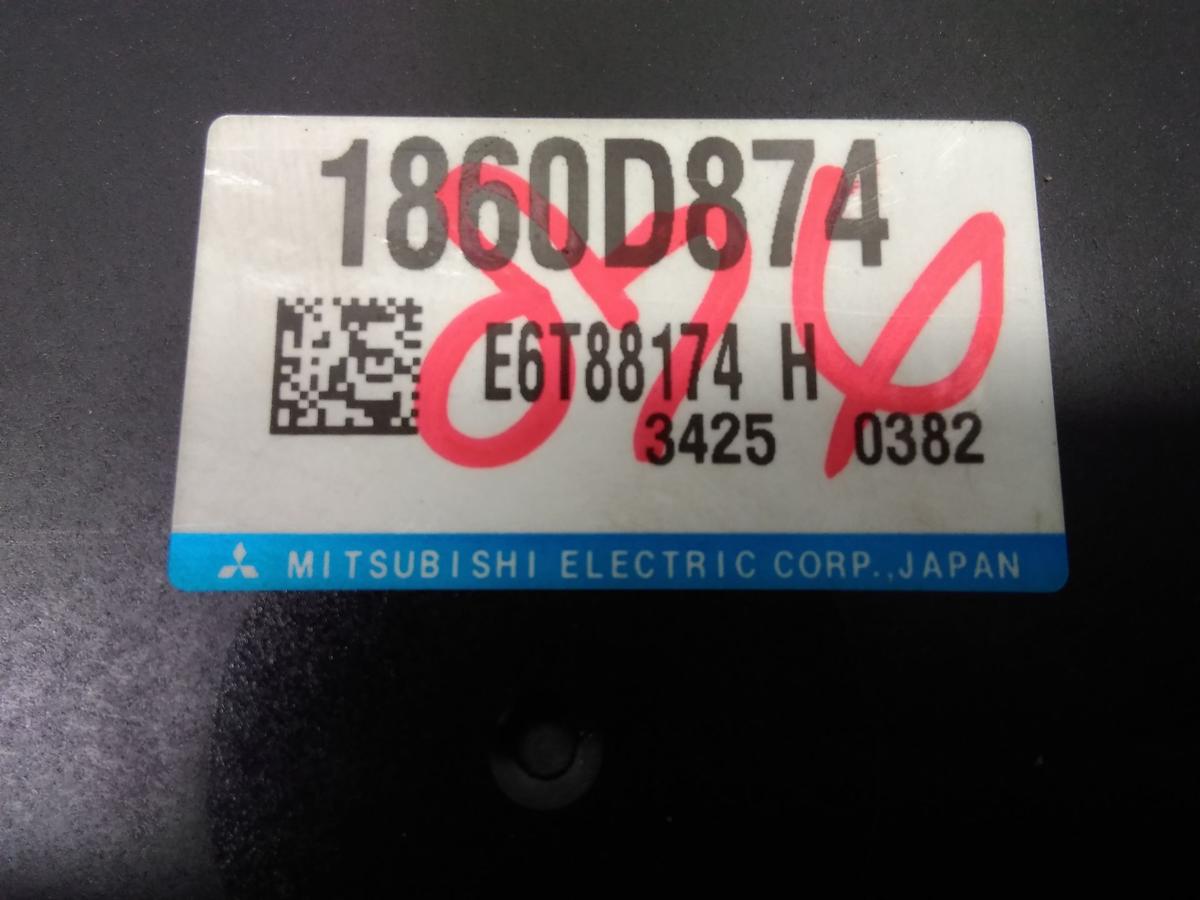 1860D874
874
E6T88174 H
3425 0382
MITSUBISHI ELECTRIC CORP.,JAPAN